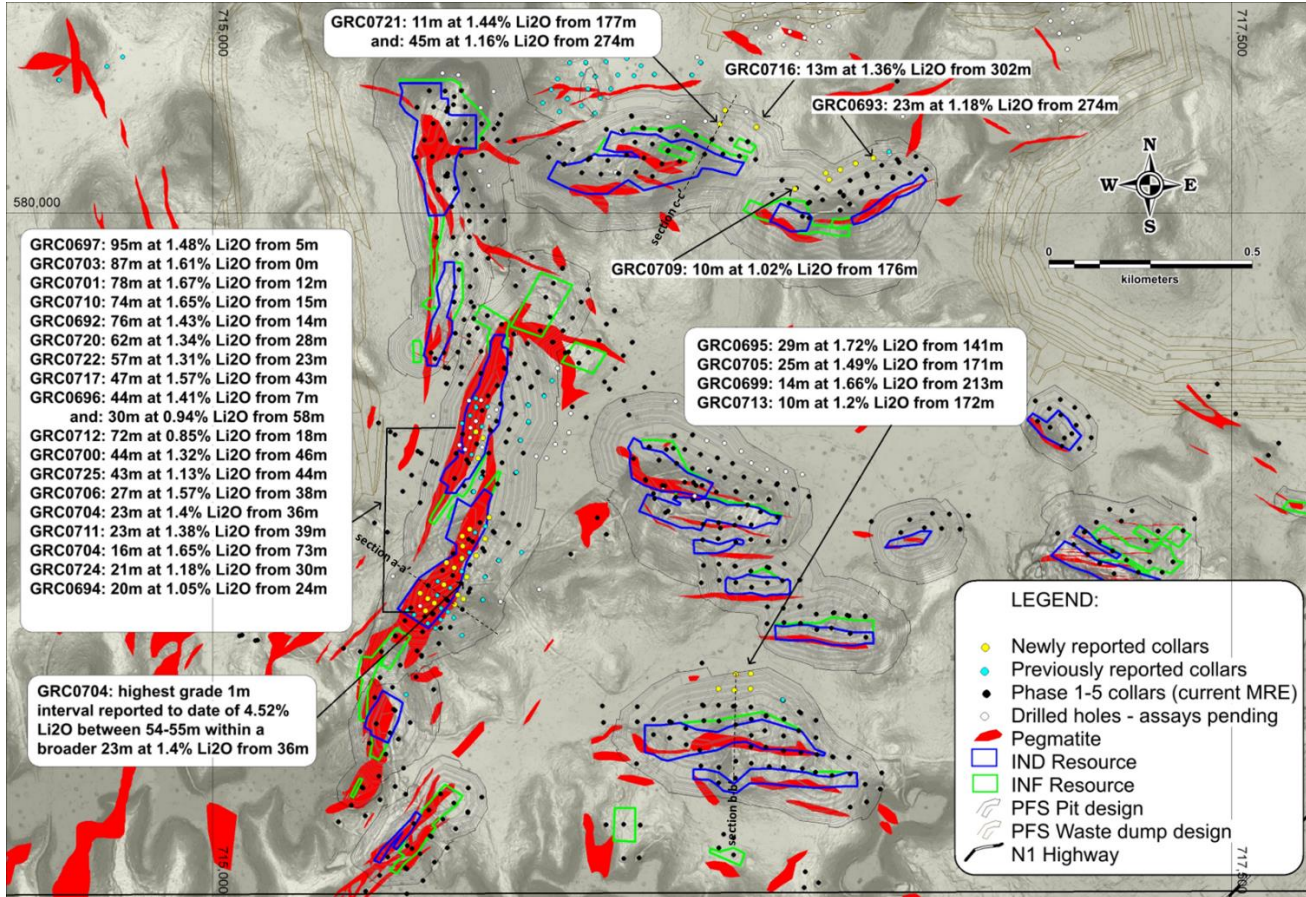 715,000
717,500
GRC0721: 11m at 1.44% Li2O from 177m
and: 45m at 1.16% Li2O from 274m
GRC0716: 13m at 1.36% Li2O from 302m
GRC0693: 23m at 1.18% Li2O from 274m
N
W E
S
580,000
section c-c'
0 0.5
kilometers
GRC0709: 10m at 1.02% Li2O from 176m
GRC0697: 95m at 1.48% Li2O from 5m
GRC0703: 87m at 1.61% Li2O from 0m
GRC0701: 78m at 1.67% Li2O from 12m
GRC0710: 74m at 1.65% Li2O from 15m
GRC0692: 76m at 1.43% Li2O from 14m
GRC0720: 62m at 1.34% Li2O from 28m
GRC0722: 57m at 1.31% Li2O from 23m
GRC0717: 47m at 1.57% Li2O from 43m
GRC0696: 44m at 1.41% Li2O from 7m
and: 30m at 0.94% Li2O from 58m
GRC0712: 72m at 0.85% Li2O from 18m
GRC0700: 44m at 1.32% Li2O from 46m
GRC0725: 43m at 1.13% Li2O from 44m
GRC0706: 27m at 1.57% Li2O from 38m
GRC0704: 23m at 1.4% Li2O from 36m
GRC0711: 23m at 1.38% Li2O from 39m
GRC0704: 16m at 1.65% Li2O from 73m
GRC0724: 21m at 1.18% Li2O from 30m
GRC0694: 20m at 1.05% Li2O from 24m
GRC0695: 29m at 1.72% Li2O from 141m
GRC0705: 25m at 1.49% Li2O from 171m
GRC0699: 14m at 1.66% Li2O from 213m
GRC0713: 10m at 1.2% Li2O from 172m
section a-a'
GRC0704: highest grade 1m
interval reported to date of 4.52%
Li2O between 54-55m within a
broader 23m at 1.4% Li2O from 36m
section b-b'
LEGEND:
Newly reported collars
Previously reported collars
Phase 1-5 collars (current MRE)
Drilled holes - assays pending
Pegmatite
IND Resource
INF Resource
PFS Pit design
PFS Waste dump design
N1 Highway
715,000
717,500